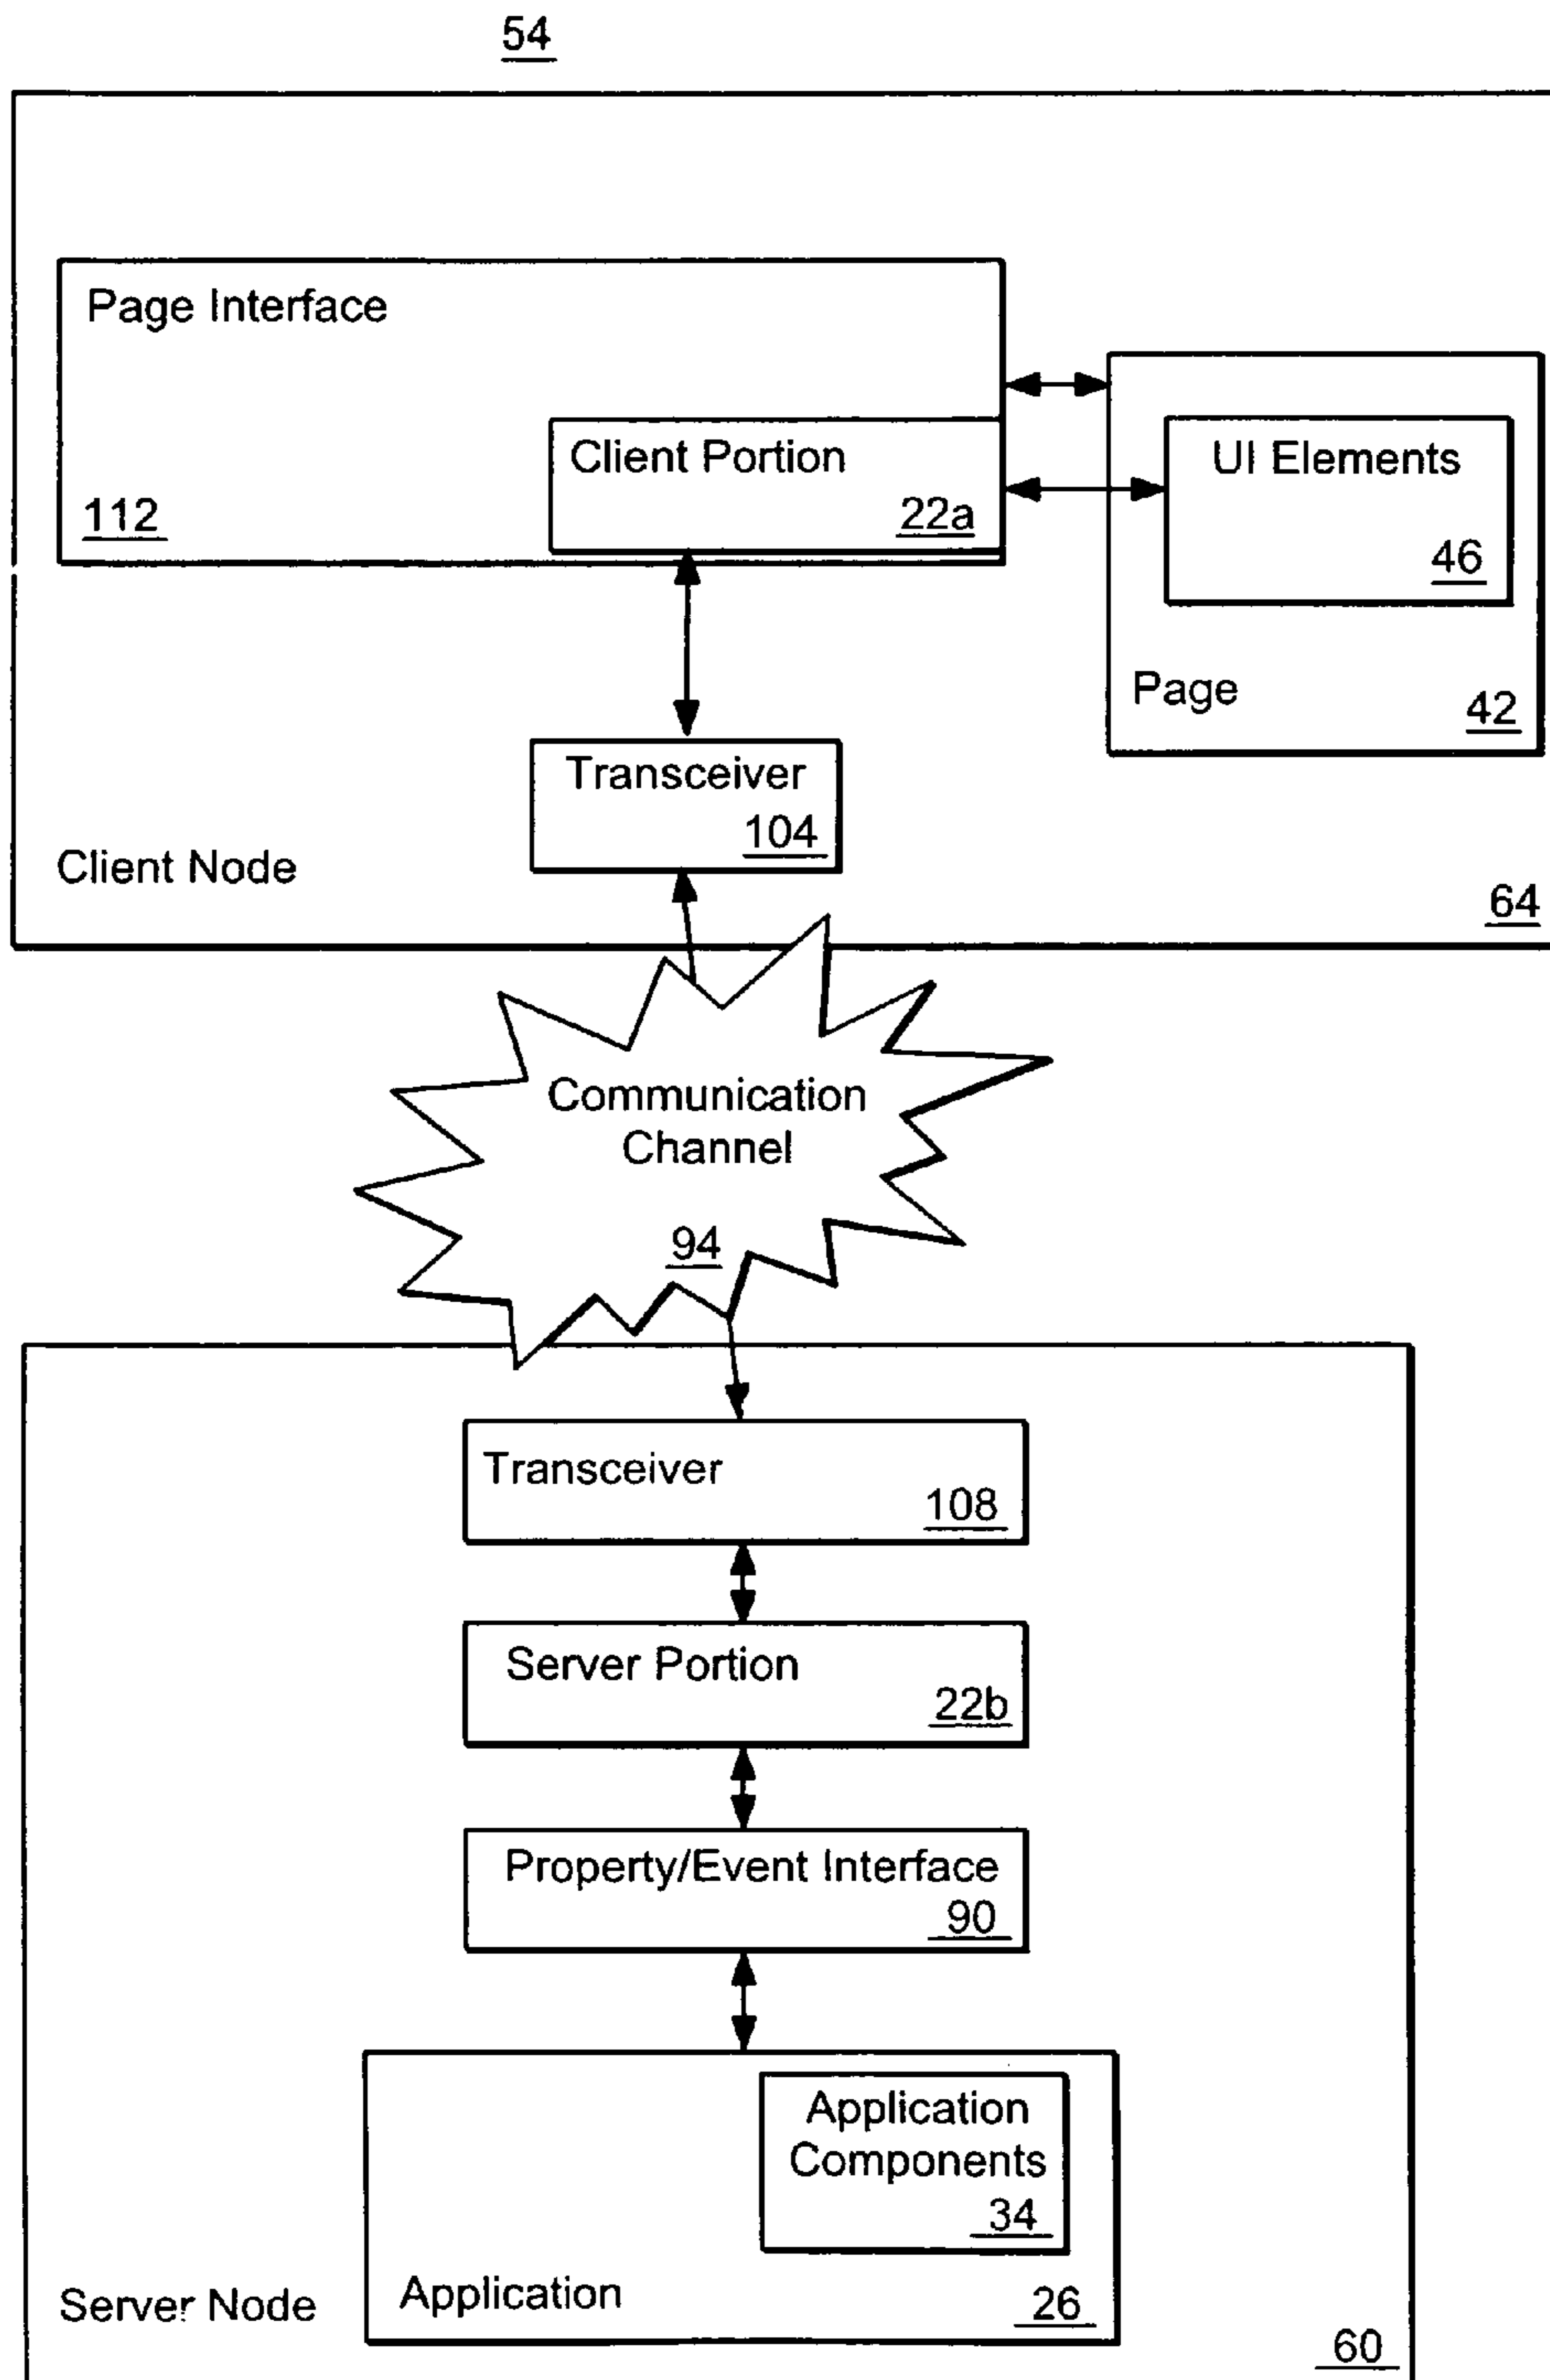 54
Page Interface
112
Client Portion
22a
UI Elements
46
Page
42
Transceiver
104
Client Node
64
Communication
Channel
94
Transceiver
108
Server Portion
22b
Property/Event Interface
90
Application
Components
34
Application
26
Server Node
60